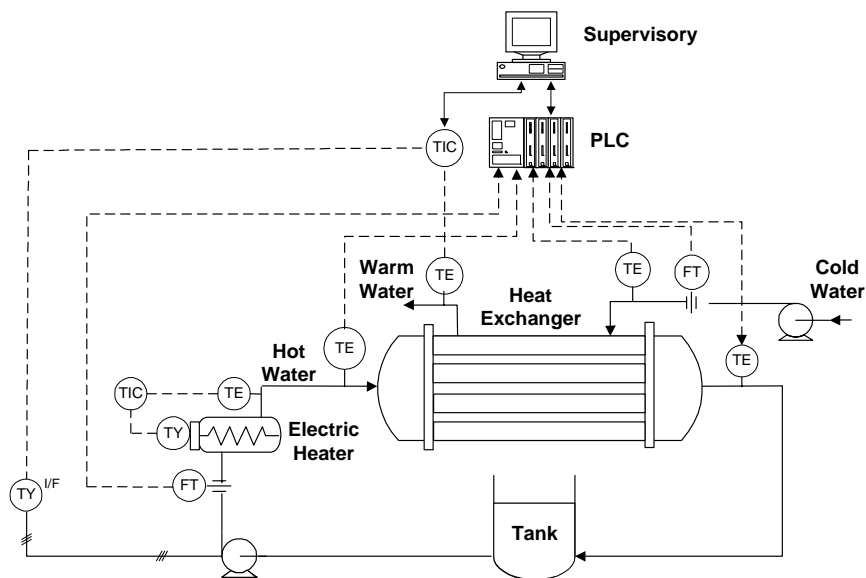 Supervisory
PLC
TIC
TE
Warm
Water
TE
FT
Cold
Water
Heat
Exchanger
TE
TE
Hot
Water
TIC
TE
TY
Electric
Heater
FT
TY
I/F
Tank